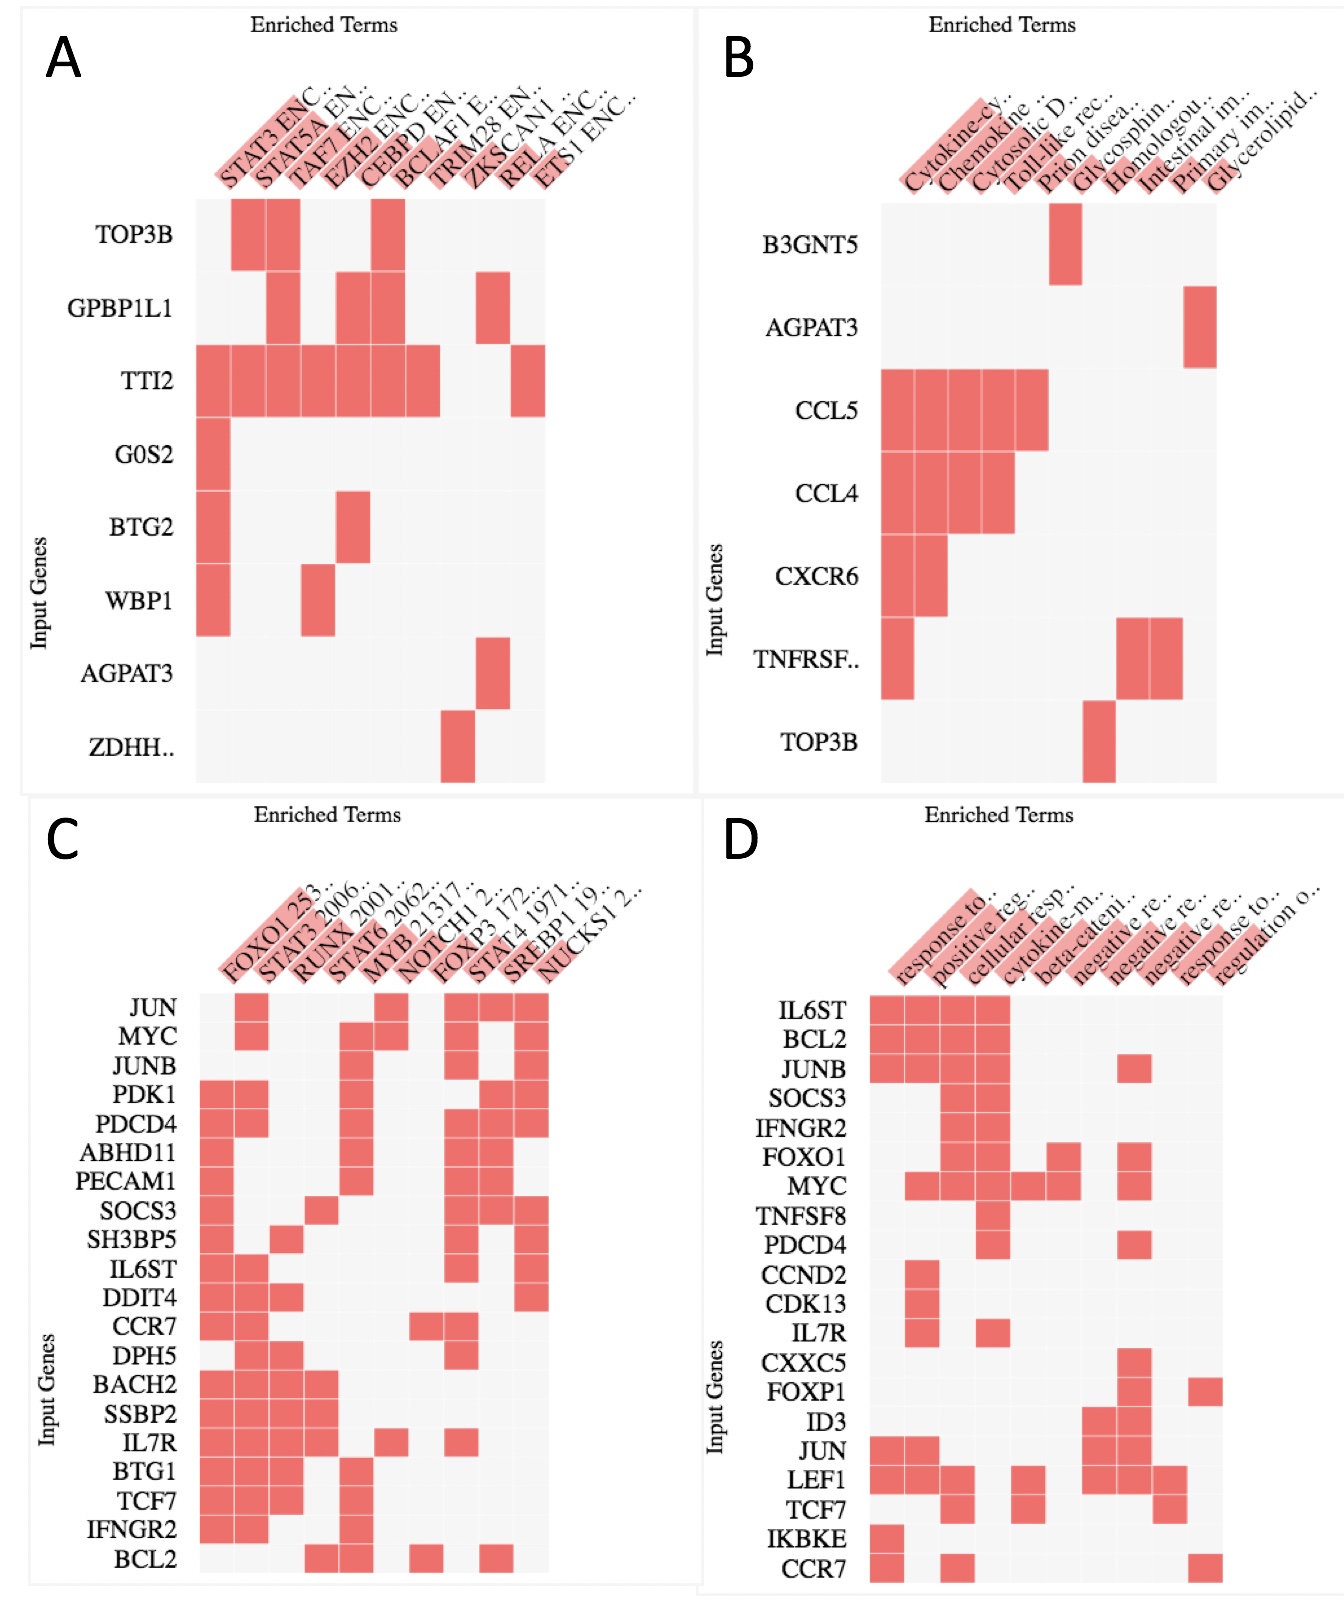 Enriched Terms
A
STAT3 ENC..
STAT5A EN..
TAF7 ENC..
EZH2 ENC..
CEBPD EN..
BCLAF1 E..
TRIM28 EN..
ZKSCAN1 ..
RELA ENC..
ETS1 ENC..
TOP3B
GPBP1L1
TTI2
G0S2
BTG2
WBP1
AGPAT3
ZDHH..
Input Genes
Enriched Terms
B
Cytokine-cy..
Chemokine ..
Cytosolic D..
Toll-like rec..
Prion disea..
Glycosphin..
Homologou..
Intestinal im..
Primary im..
Glycerolipid..
B3GNT5
AGPAT3
CCL5
CCL4
CXCR6
TNFRSF..
TOP3B
Input Genes
Enriched Terms
C
FOXO1 253..
STAT3 2006..
RUNX 2001..
STAT6 2062..
MYB 21317..
NOTCH1 2..
FOXP3 172..
STAT4 1971..
SREBP1 19..
NUCKS1 2..
JUN
MYC
JUNB
PDK1
PDCD4
ABHD11
PECAM1
SOCS3
SH3BP5
IL6ST
DDIT4
CCR7
DPH5
BACH2
SSBP2
IL7R
BTG1
TCF7
IFNGR2
BCL2
Input Genes
Enriched Terms
D
response to..
positive reg..
cellular resp..
cytokine-m..
beta-cateni..
negative re..
negative re..
negative re..
response to..
regulation o..
IL6ST
BCL2
JUNB
SOCS3
IFNGR2
FOXO1
MYC
TNFSF8
PDCD4
CCND2
CDK13
IL7R
CXXC5
FOXP1
ID3
JUN
LEF1
TCF7
IKBKE
CCR7
Input Genes